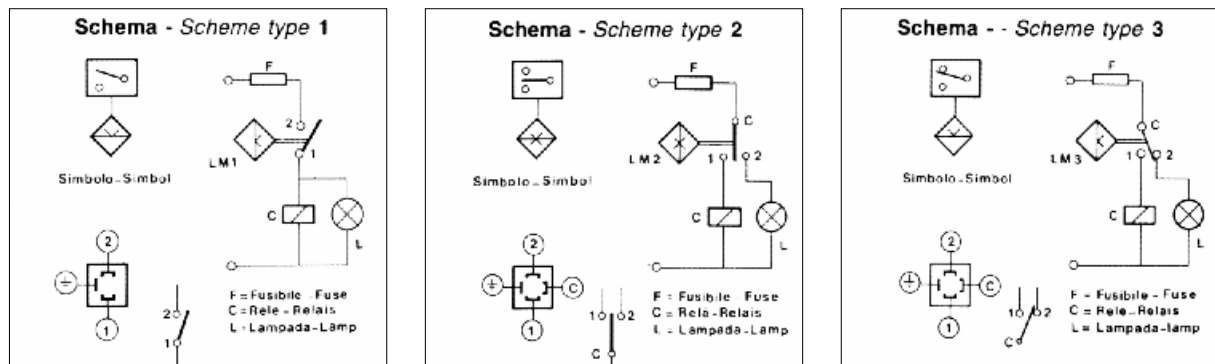 Schema - Scheme type 1
F
2
1
LM1
Simbolo-Simbol
C
L
2
1
F=Fusibile-Fuse
C=Relè-Relais
L=Lampada-Lamp
2
1
Schema - Scheme type 2
F
C
LM2
1
2
Simbolo-Simbol
C
L
2
C
1
F=Fusibile-Fuse
C=Relè-Relais
L=Lampada-Lamp
1
2
C
Schema - - Scheme type 3
F
C
LM3
1
2
Simbolo-Simbol
C
L
2
C
1
F=Fusibile-Fuse
C=Relè-Relais
L=Lampada-lamp
1
2
C